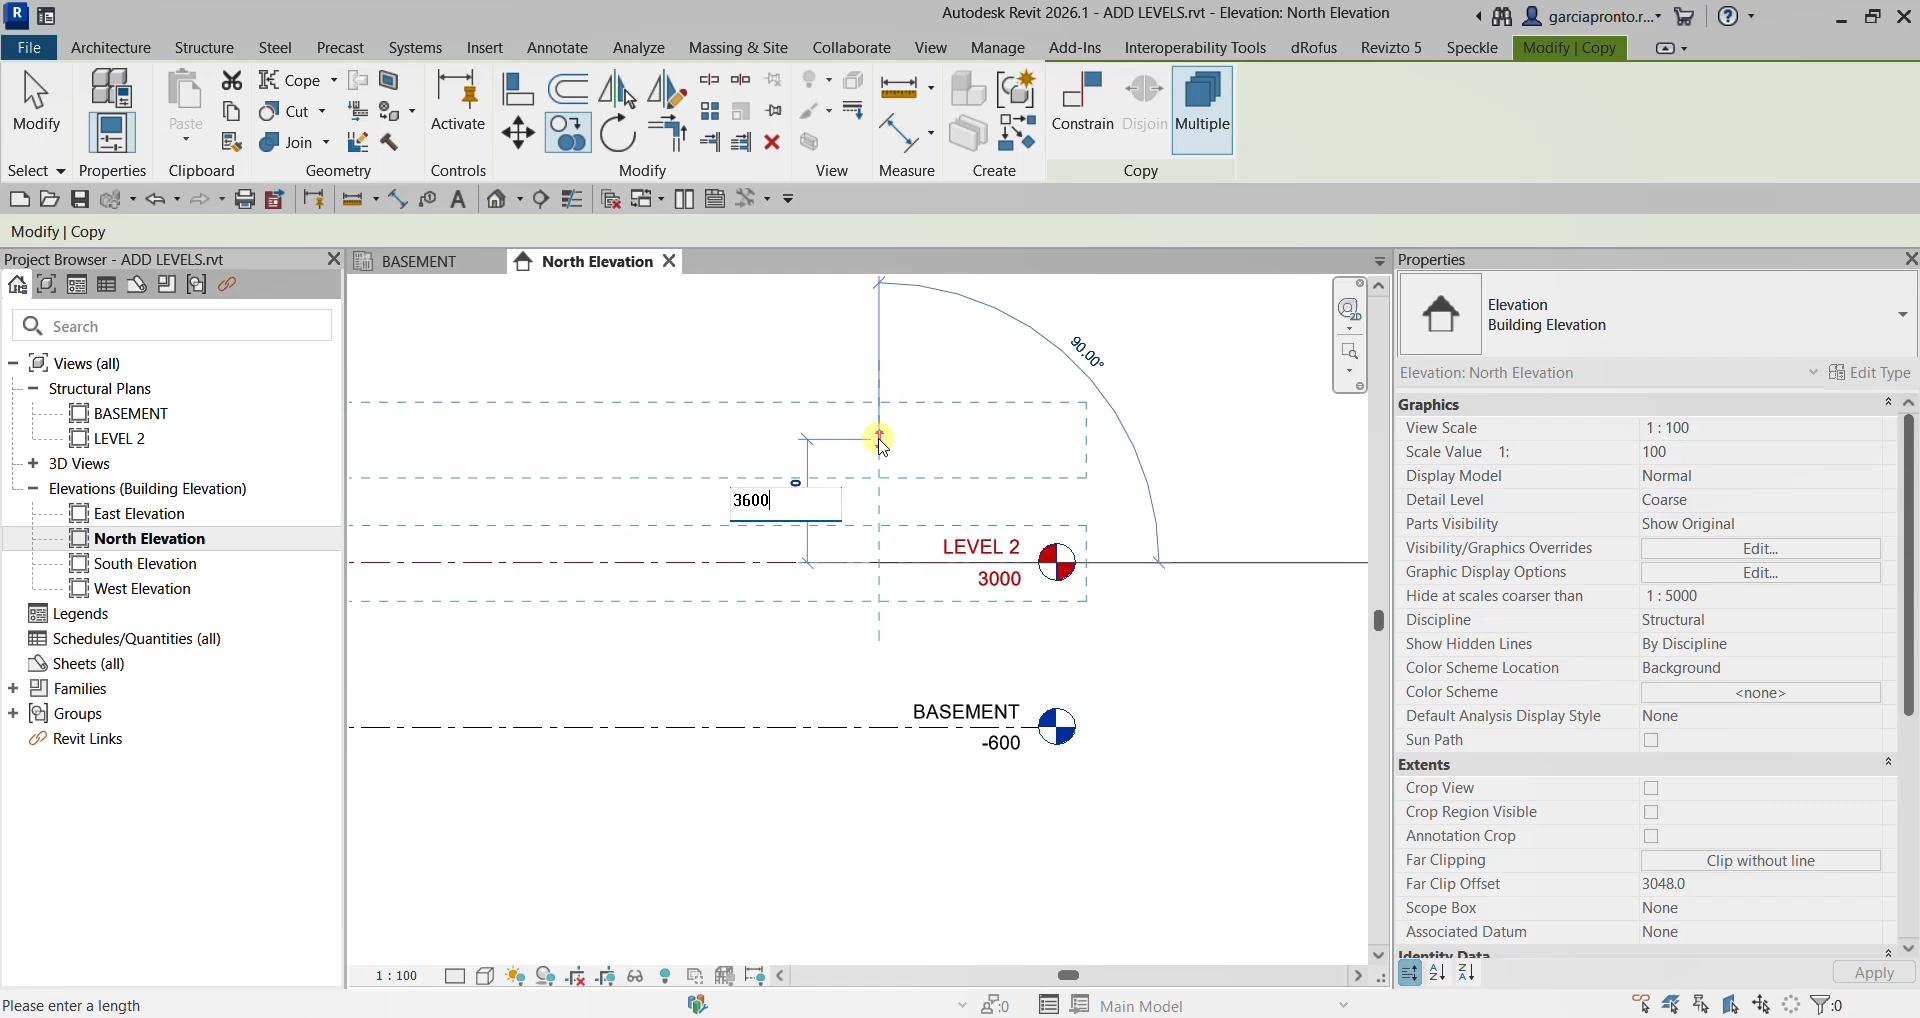 Autodesk Revit 2026.1 - ADD LEVELS.rvt - Elevation: North Elevation
garciapronto.r...
File Architecture Structure Steel Precast Systems Insert Annotate Analyze Massing & Site Collaborate View Manage Add-Ins Interoperability Tools dRofus Revizto 5 Speckle Modify | Copy
Modify
Paste
Cope
Cut
Join
Activate
Constrain Disjoin Multiple
Select Properties Clipboard Geometry Controls Modify View Measure Create Copy
Modify | Copy
Project Browser - ADD LEVELS.rvt
BASEMENT
North Elevation
Properties
Search
Views (all)
Structural Plans
BASEMENT
LEVEL 2
3D Views
Elevations (Building Elevation)
East Elevation
North Elevation
South Elevation
West Elevation
Legends
Schedules/Quantities (all)
Sheets (all)
Families
Groups
Revit Links
90.00°
3600
LEVEL 2
3000
BASEMENT
-600
2D
Elevation
Building Elevation
Elevation: North Elevation
Edit Type
Graphics
View Scale 1 : 100
Scale Value 1: 100
Display Model Normal
Detail Level Coarse
Parts Visibility Show Original
Visibility/Graphics Overrides Edit...
Graphic Display Options Edit...
Hide at scales coarser than 1 : 5000
Discipline Structural
Show Hidden Lines By Discipline
Color Scheme Location Background
Color Scheme <none>
Default Analysis Display Style None
Sun Path
Extents
Crop View
Crop Region Visible
Annotation Crop
Far Clipping Clip without line
Far Clip Offset 3048.0
Scope Box None
Associated Datum None
Identity Data
Apply
1 : 100
Please enter a length
:0
Main Model
:0